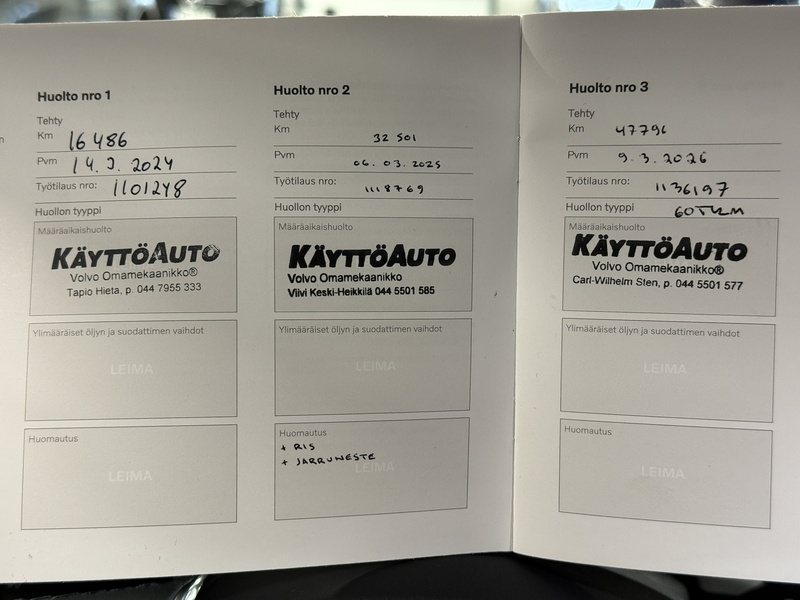 Huolto nro 1
Tehty
Km 16 486
Pvm 14.3.2024
Työtilaus nro: 1101248
Huollon tyyppi
Määräaikaishuolto
KÄYTTÖAUTO
Volvo Omamekaanikko®
Tapio Hieta, p. 044 7955 333
Ylimääräiset öljyn ja suodattimen vaihdot
LEIMA
Huomautus
LEIMA
Huolto nro 2
Tehty
Km 32 501
Pvm 06. 03. 2025
Työtilaus nro: 1118769
Huollon tyyppi
Määräaikaishuolto
KÄYTTÖAUTO
Volvo Omamekaanikko
Viivi Keski-Heikkilä 044 5501 585
Ylimääräiset öljyn ja suodattimen vaihdot
LEIMA
Huomautus
+ RIS
+ JARRUNESTE
LEIMA
Huolto nro 3
Tehty
Km 47796
Pvm 9.3.2026
Työtilaus nro: 1136197
Huollon tyyppi 60TKM
Määräaikaishuolto
KÄYTTÖAUTO
Volvo Omamekaanikko®
Carl-Wilhelm Sten, p. 044 5501 577
Ylimääräiset öljyn ja suodattimen vaihdot
LEIMA
Huomautus
LEIMA